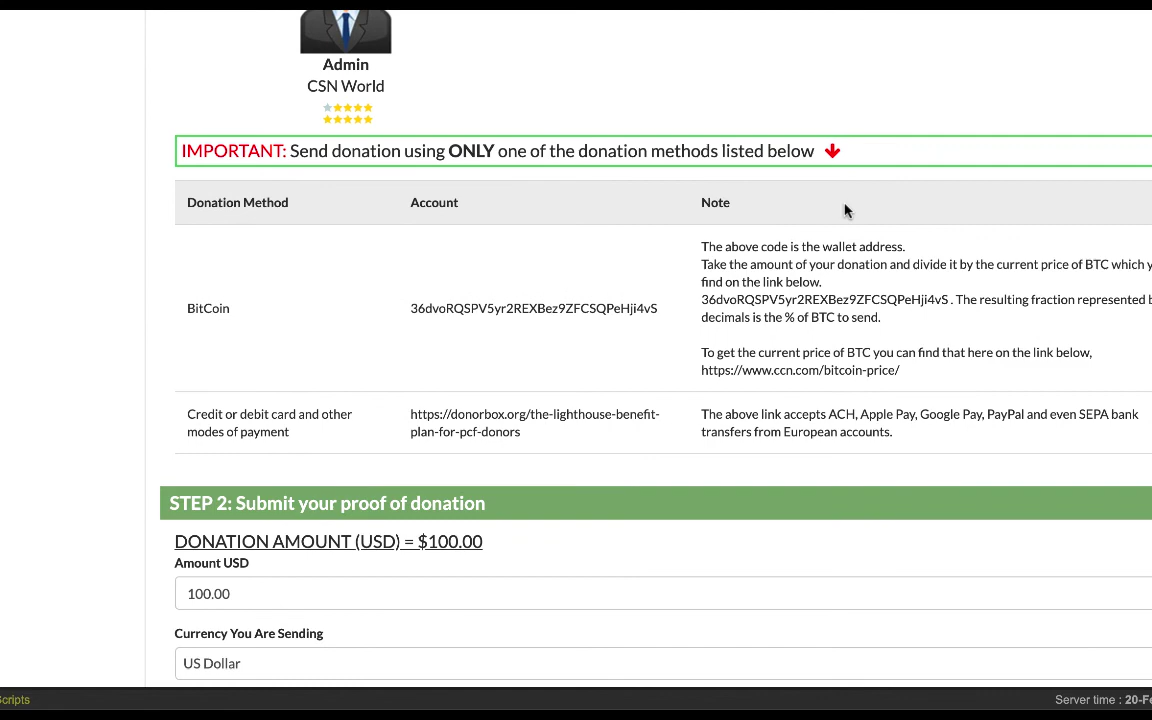 Admin
CSN World
IMPORTANT: Send donation using ONLY one of the donation methods listed below
Donation Method Account Note
The above code is the wallet address.
Take the amount of your donation and divide it by the current price of BTC which
find on the link below.
BitCoin 36dvoRQSPV5yr2REXBez9ZFCSQPeHji4vS 36dvoRQSPV5yr2REXBez9ZFCSQPeHji4vS . The resulting fraction represented
decimals is the % of BTC to send.
To get the current price of BTC you can find that here on the link below,
https://www.ccn.com/bitcoin-price/
Credit or debit card and other https://donorbox.org/the-lighthouse-benefit- The above link accepts ACH, Apple Pay, Google Pay, PayPal and even SEPA bank
modes of payment plan-for-pcf-donors transfers from European accounts.
STEP 2: Submit your proof of donation
DONATION AMOUNT (USD) = $100.00
Amount USD
100.00
Currency You Are Sending
US Dollar
Scripts Server time : 20-Fe